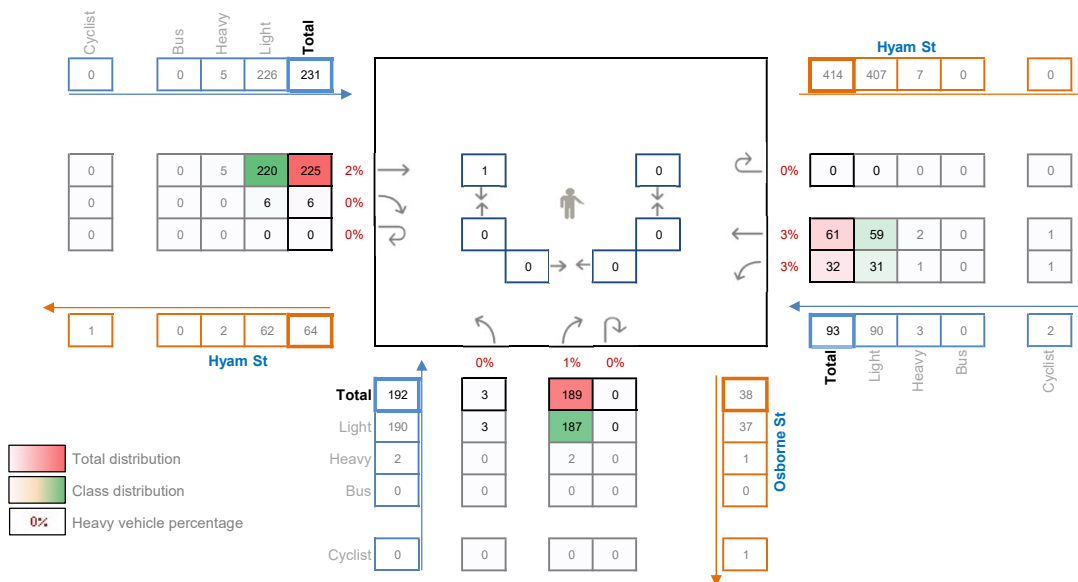 Cyclist Bus Heavy Light Total
Hyam St
0 0 5 226 231
414 407 7 0 0
0 0 5 220 225 2%
1 0
0% 0 0 0 0 0
0 0 0 6 6 0%
0 0 0 0 0 0%
0 0
3% 61 59 2 0 1
0 0
3% 32 31 1 0 1
1 0 2 62 64
93 90 3 0 2
Hyam St
Total Light Heavy Bus Cyclist
0% 1% 0%
Total 192 3 189 0 38
Light 190 3 187 0 37
Heavy 2 0 2 0 1
Bus 0 0 0 0 0
Cyclist 0 0 0 0 1
Osborne St
Total distribution
Class distribution
0% Heavy vehicle percentage